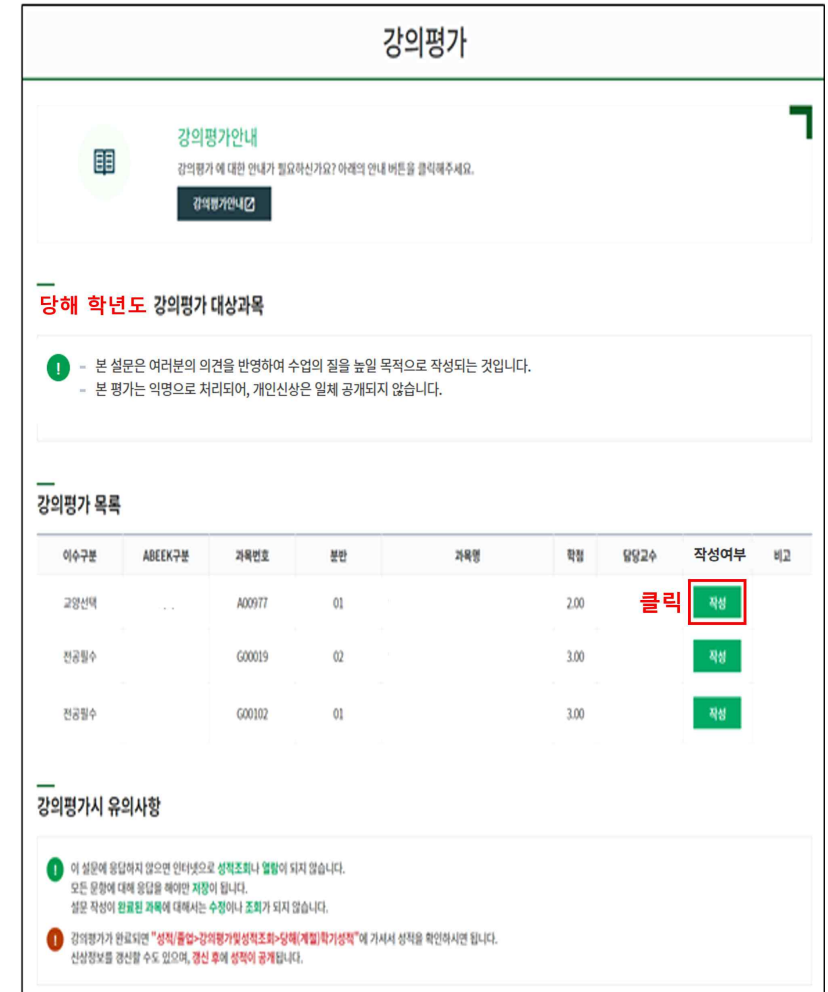 강의평가
강의평가안내
강의평가 에 대한 안내가 필요하신가요? 아래의 안내 버튼을 클릭해주세요.
강의평가안내
당해 학년도 강의평가 대상과목
! - 본 설문은 여러분의 의견을 반영하여 수업의 질을 높일 목적으로 작성되는 것입니다.
- 본 평가는 익명으로 처리되어, 개인신상은 일체 공개되지 않습니다.
강의평가 목록
이수구분 ABEEK구분 과목번호 분반 과목명 학점 담당교수 작성여부 비고
교양선택 . . A00977 01 2.00 클릭 작성
전공필수 G00019 02 3.00 작성
전공필수 G00102 01 3.00 작성
강의평가시 유의사항
! 이 설문에 응답하지 않으면 인터넷으로 성적조회나 열람이 되지 않습니다.
모든 문항에 대해 응답을 해야만 저장이 됩니다.
설문 작성이 완료된 과목에 대해서는 수정이나 조회가 되지 않습니다.
! 강의평가가 완료되면 "성적/졸업>강의평가및성적조회>당해(계절)학기성적"에 가셔서 성적을 확인하시면 됩니다.
신상정보를 갱신할 수도 있으며, 갱신 후에 성적이 공개됩니다.